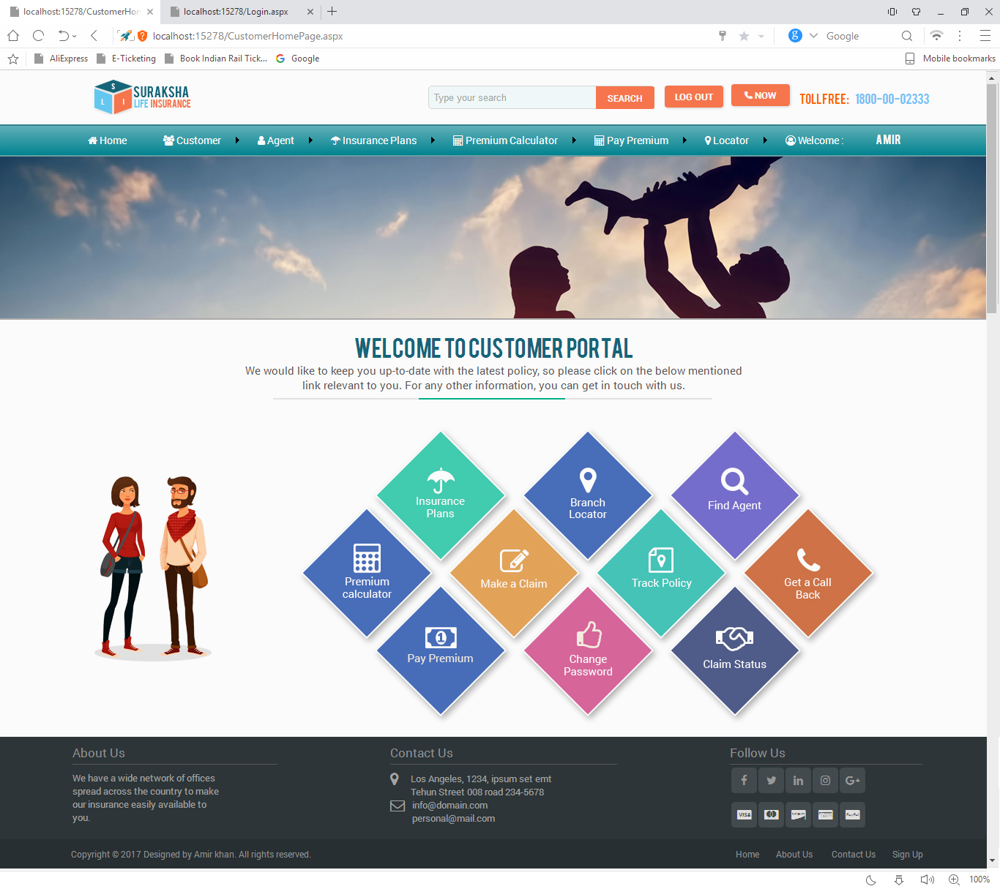 localhost:15278/CustomerHon
localhost:15278/Login.aspx
localhost:15278/CustomerHomePage.aspx
g
Google
AliExpress
E-Ticketing
Book Indian Rail Tick...
Google
Mobile bookmarks
S
L I
SURAKSHA
LIFE INSURANCE
Type your search
SEARCH
LOG OUT
NOW
TOLLFREE: 1800-00-02333
Home
Customer
Agent
Insurance Plans
Premium Calculator
Pay Premium
Locator
Welcome :
AMIR
WELCOME TO CUSTOMER PORTAL
We would like to keep you up-to-date with the latest policy, so please click on the below mentioned
link relevant to you. For any other information, you can get in touch with us.
Insurance
Plans
Branch
Locator
Find Agent
Premium
calculator
Make a Claim
Track Policy
Get a Call
Back
1
Pay Premium
Change
Password
Claim Status
About Us
We have a wide network of offices
spread across the country to make
our insurance easily available to
you.
Contact Us
Los Angeles, 1234, ipsum set emt
Tehun Street 008 road 234-5678
info@domain.com
personal@mail.com
Follow Us
VISA
PayPal
Copyright © 2017 Designed by Amir khan. All rights reserved.
Home
About Us
Contact Us
Sign Up
100%